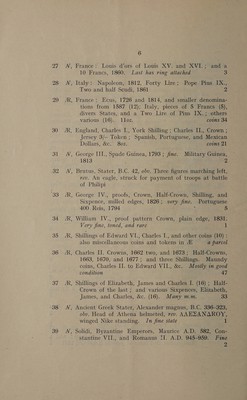 6
27 N, France : Louis d'ors of Louis XV. and XVI. ; and a
10 Francs, 1860. Last has ring attached 3
28 N, Italy : Napoleon, 1812, Forty Lire ; Pope Pius IX.,
Two and half Scudi, 1861 2
29 Æ, France : Ecus, 1726 and 1814, and smaller denomina-
tions from 1587 (12); Italy, pieces of 5 Francs (5),
divers States, and a Two Lire of Pius IX. ; others
various (16). Ilot. coins 34
30 Æ, England, Charles I., York Shilling ; Charles II., Crown ;
Jersey 3/- Token ; Spanish, Portuguese, and Mexican
Dollars, &c. 8oz. coins 21
31 N, George III., Spade Guinea, 1793 ; fine. Military Guinea,
1813 2
32 N, Brutus, Stater, B.C. 42, obv. Three figures marching left,
rev. An eagle, struck for payment of troops at battle
of Philipi
33 Æ, George IV., proofs, Crown, Half-Crown, Shilling, and
Sixpence, milled edges, 1826 ; very fine. Portuguese
400 Reis, 1794 5
34 Æ, William IV., proof pattern Crown, plain edge, 1831.
Very fine, toned, and rare 1
35 Æ, Shillings of Edward VI., Charles I., and other coins (10) ;
also miscellaneous coins and tokens in Æ a parcel
36 Æ, Charles II. Crowns, 1662 two, and 1673 ; Half-Crowns,
1663, 1670, and 1677 ; and three Shillings. Maundy
coins, Charles II. to Edward VII., &c. Mostly in good
condition 47
37 Æ, Shillings of Elizabeth, James and Charles I. (16) ; Half-
Crown of the last ; and various Sixpences, Elizabeth,
James, and Charles, &c. (16). Many m.m. 33
38 N, Ancient Greek Stater, Alexander magnus, B.C. 336-323,
obv. Head of Athena helmeted, rev. ΑΛΕΞΑΝΔΡΟΥ,
winged Nike standing. In fine state 1
39 N, Solidi, Byzantine Emperors. Maurice A.D. 582, Con-
stantine VII., and Romanus II. A.D. 945-959. Fine
2